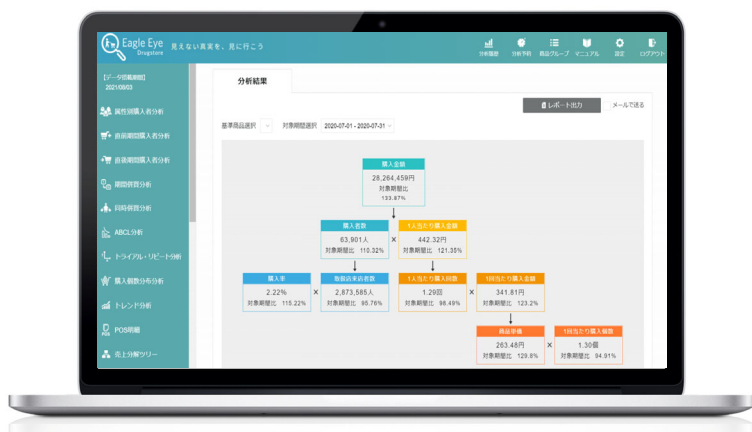 Eagle Eye
Drugstore
見えない真実を、見に行こう
分析履歴
分析予約
商品グループ
マニュアル
設定
ログアウト
【データ搭載期間】
2021/08/03
属性別購入者分析
直前期間購入者分析
直後期間購入者分析
期間併買分析
同時併買分析
ABCL分析
トライアル・リピート分析
購入個数分布分析
トレンド分析
POS明細
売上分解ツリー
分析結果
レポート出力
メールで送る
基準商品選択
対象期間選択 2020-07-01 - 2020-07-31
購入金額
28,264,459円
対象期間比
133.87%
購入者数
63,901人
対象期間比 110.32%
×
1人当たり購入金額
442.32円
対象期間比 121.35%
購入率
2.22%
対象期間比 115.22%
×
取扱店来店者数
2,873,585人
対象期間比 95.76%
1人当たり購入回数
1.29回
対象期間比 98.49%
×
1回当たり購入金額
341.81円
対象期間比 123.2%
商品単価
263.48円
対象期間比 129.8%
×
1回当たり購入個数
1.30個
対象期間比 94.91%